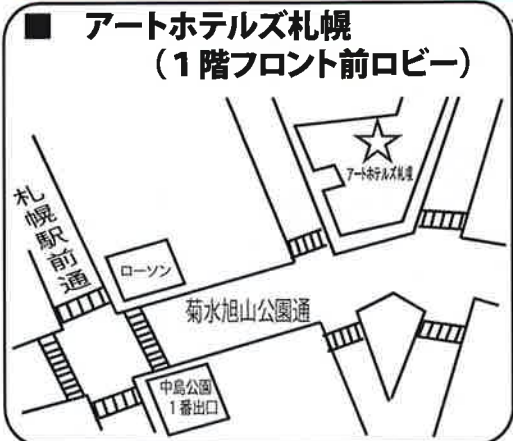 ■ アートホテルズ札幌
（１階フロント前ロビー）
アートホテルズ札幌
札幌駅前通
ローソン
菊水旭山公園通
中島公園
１番出口